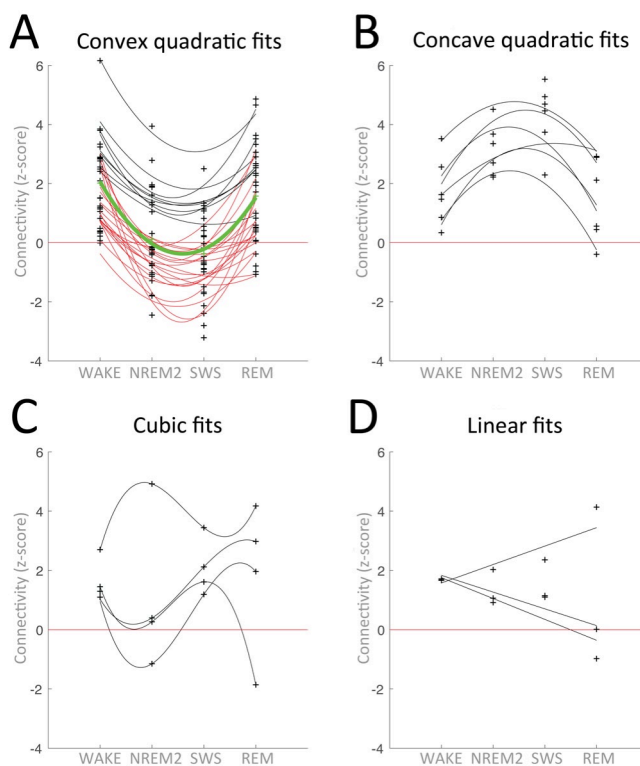 A
Convex quadratic fits
6
4
2
0
-2
-4
Connectivity (z-score)
WAKE NREM2 SWS REM
B
Concave quadratic fits
6
4
2
0
-2
-4
Connectivity (z-score)
WAKE NREM2 SWS REM
C
Cubic fits
6
4
2
0
-2
-4
Connectivity (z-score)
WAKE NREM2 SWS REM
D
Linear fits
6
4
2
0
-2
-4
Connectivity (z-score)
WAKE NREM2 SWS REM